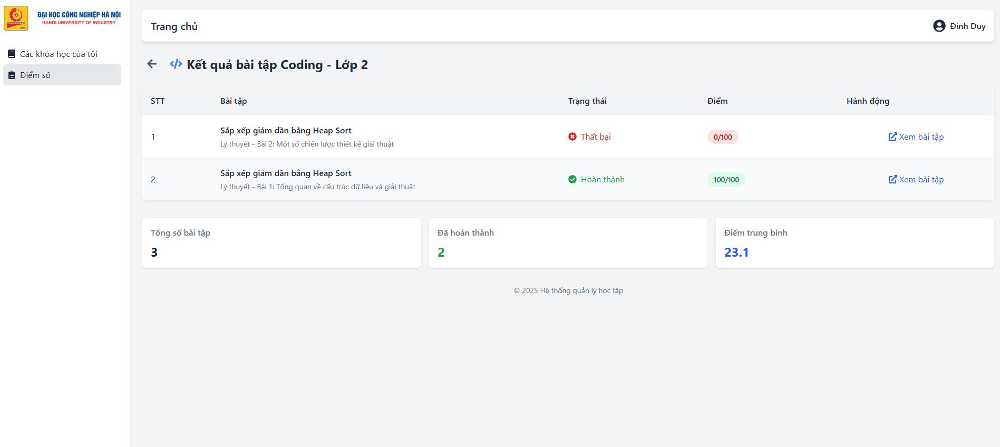 ĐẠI HỌC CÔNG NGHIỆP HÀ NỘI
HANOI UNIVERSITY OF INDUSTRY
Các khóa học của tôi
Điểm số
Trang chủ
Đinh Duy
Kết quả bài tập Coding - Lớp 2
STT Bài tập Trạng thái Điểm Hành động
1 Sắp xếp giảm dần bằng Heap Sort Thất bại 0/100 Xem bài tập
Lý thuyết - Bài 2: Một số chiến lược thiết kế giải thuật
2 Sắp xếp giảm dần bằng Heap Sort Hoàn thành 100/100 Xem bài tập
Lý thuyết - Bài 1: Tổng quan về cấu trúc dữ liệu và giải thuật
Tổng số bài tập
3
Đã hoàn thành
2
Điểm trung bình
23.1
© 2025 Hệ thống quản lý học tập